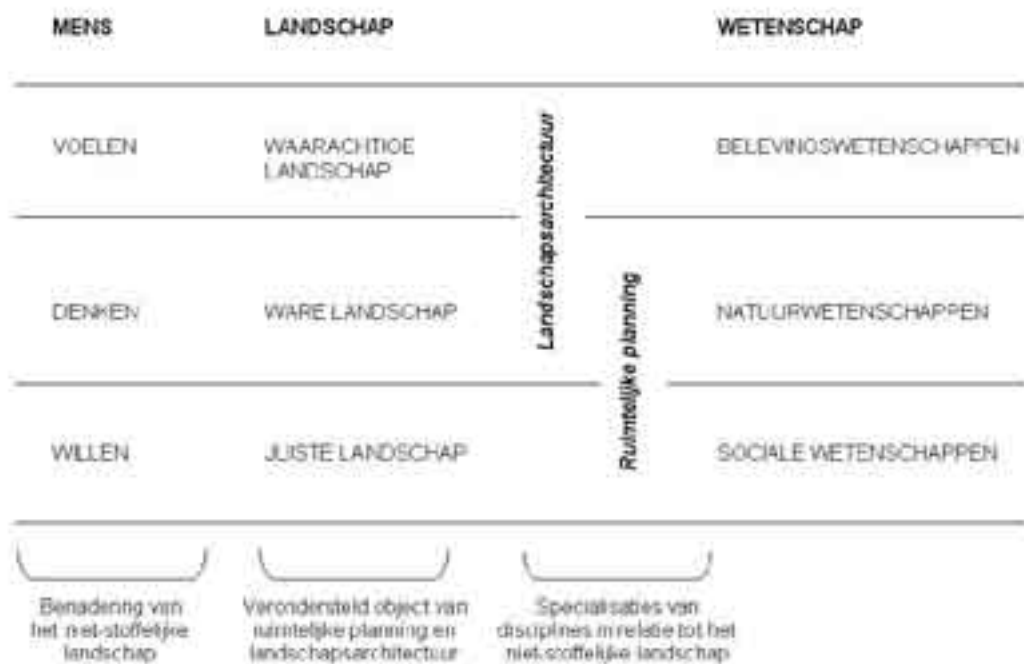 MENS LANDSCHAP WETENSCHAP
VOELEN WAARACHTIGE BELEVINGSWETENSCHAPPEN
LANDSCHAP
Landschapsarchitectuur
DENKEN WARE LANDSCHAP NATUURWETENSCHAPPEN
Ruimtelijke planning
WILLEN JUISTE LANDSCHAP SOCIALE WETENSCHAPPEN
Benadering van
het niet-stoffelijke
landschap
Verondersteld object van
ruimtelijke planning en
landschapsarchitectuur
Specialisaties van
disciplines in relatie tot het
niet-stoffelijke landschap